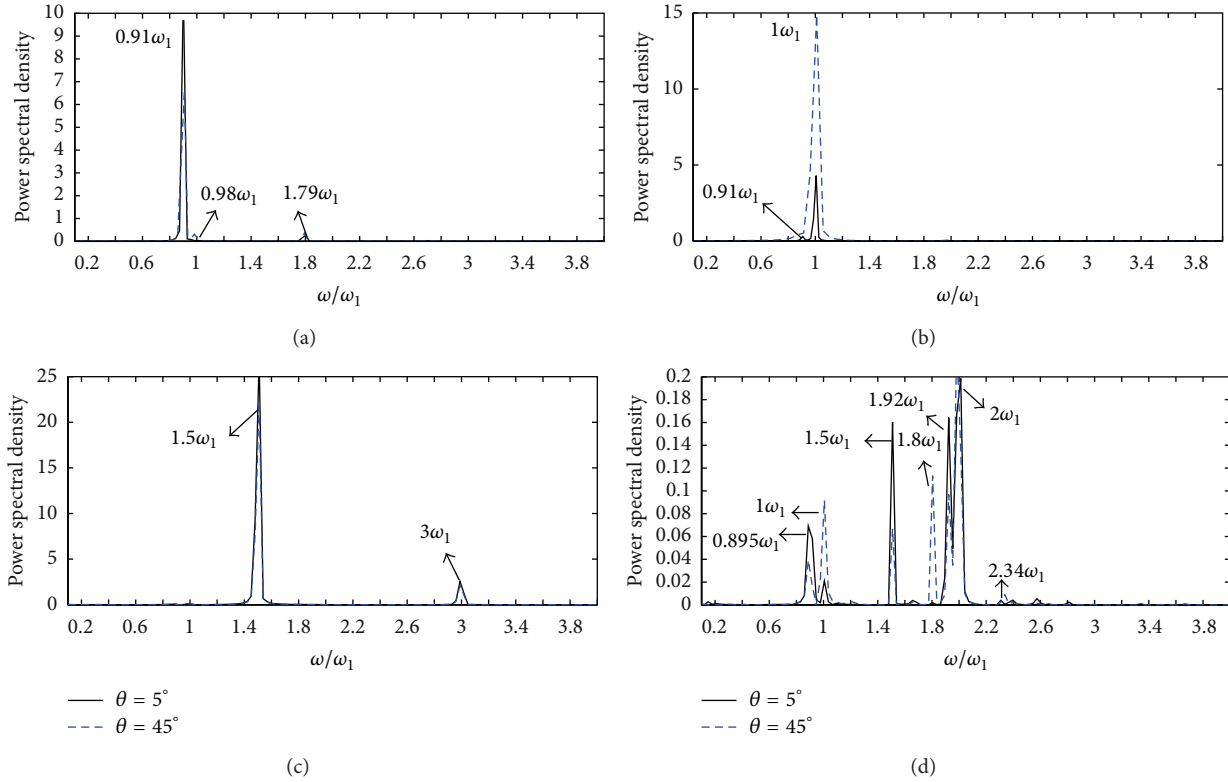 Power spectral density
10
9
8
7
6
5
4
3
2
1
0
0.91ω₁
0.98ω₁
1.79ω₁
0.2 0.6 1 1.4 1.8 2.2 2.6 3 3.4 3.8
ω/ω₁
(a)
Power spectral density
15
10
5
0
1ω₁
0.91ω₁
0.2 0.6 1 1.4 1.8 2.2 2.6 3 3.4 3.8
ω/ω₁
(b)
Power spectral density
25
20
15
10
5
0
1.5ω₁
3ω₁
0.2 0.6 1 1.4 1.8 2.2 2.6 3 3.4 3.8
ω/ω₁
θ = 5°
θ = 45°
(c)
Power spectral density
0.2
0.18
0.16
0.14
0.12
0.1
0.08
0.06
0.04
0.02
0
1.92ω₁
2ω₁
1.5ω₁
1.8ω₁
1ω₁
0.895ω₁
2.34ω₁
0.2 0.6 1 1.4 1.8 2.2 2.6 3 3.4 3.8
ω/ω₁
θ = 5°
θ = 45°
(d)